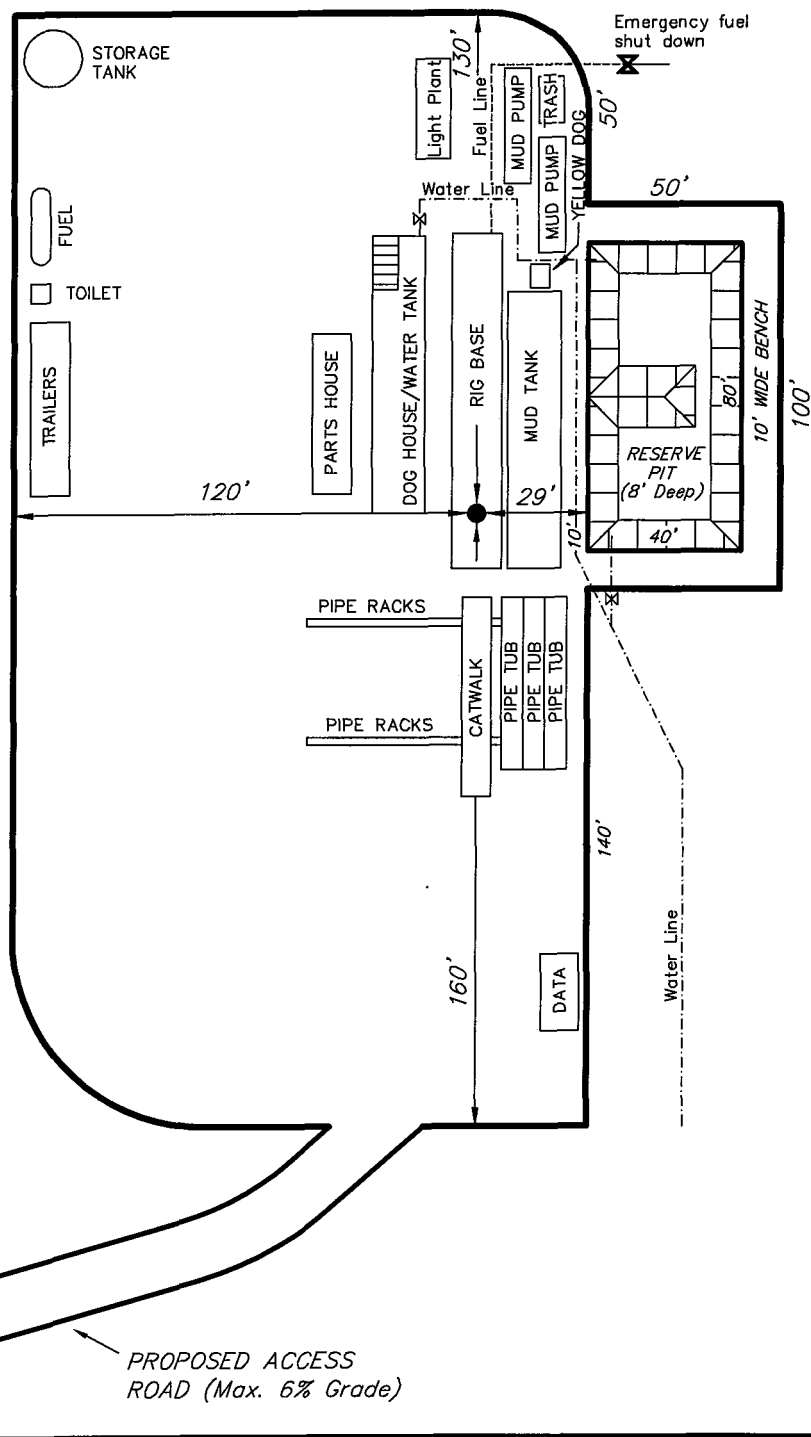 Emergency fuel
shut down
STORAGE
TANK
130'
Light Plant
Fuel Line
MUD PUMP
TRASH
50'
MUD PUMP
YELLOW DOG
Water Line
50'
FUEL
TOILET
TRAILERS
PARTS HOUSE
DOG HOUSE/WATER TANK
RIG BASE
MUD TANK
80'
10' WIDE BENCH
100'
RESERVE
PIT
(8' Deep)
120'
29'
10'
40'
PIPE RACKS
CATWALK
PIPE TUB
PIPE TUB
PIPE TUB
PIPE RACKS
140'
160'
DATA
Water Line
PROPOSED ACCESS
ROAD (Max. 6% Grade)